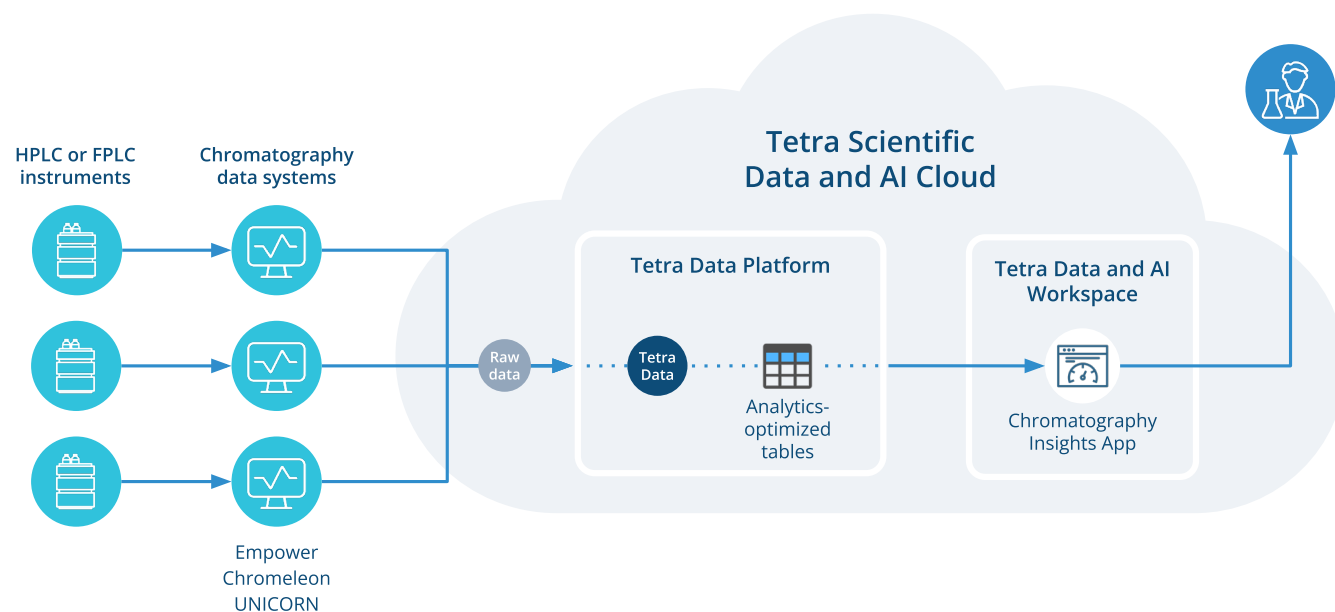 Tetra Scientific
Data and AI Cloud
HPLC or FPLC
instruments
Chromatography
data systems
Empower
Chromeleon
UNICORN
Raw
data
Tetra Data Platform
Tetra
Data
Analytics-
optimized
tables
Tetra Data and AI
Workspace
Chromatography
Insights App